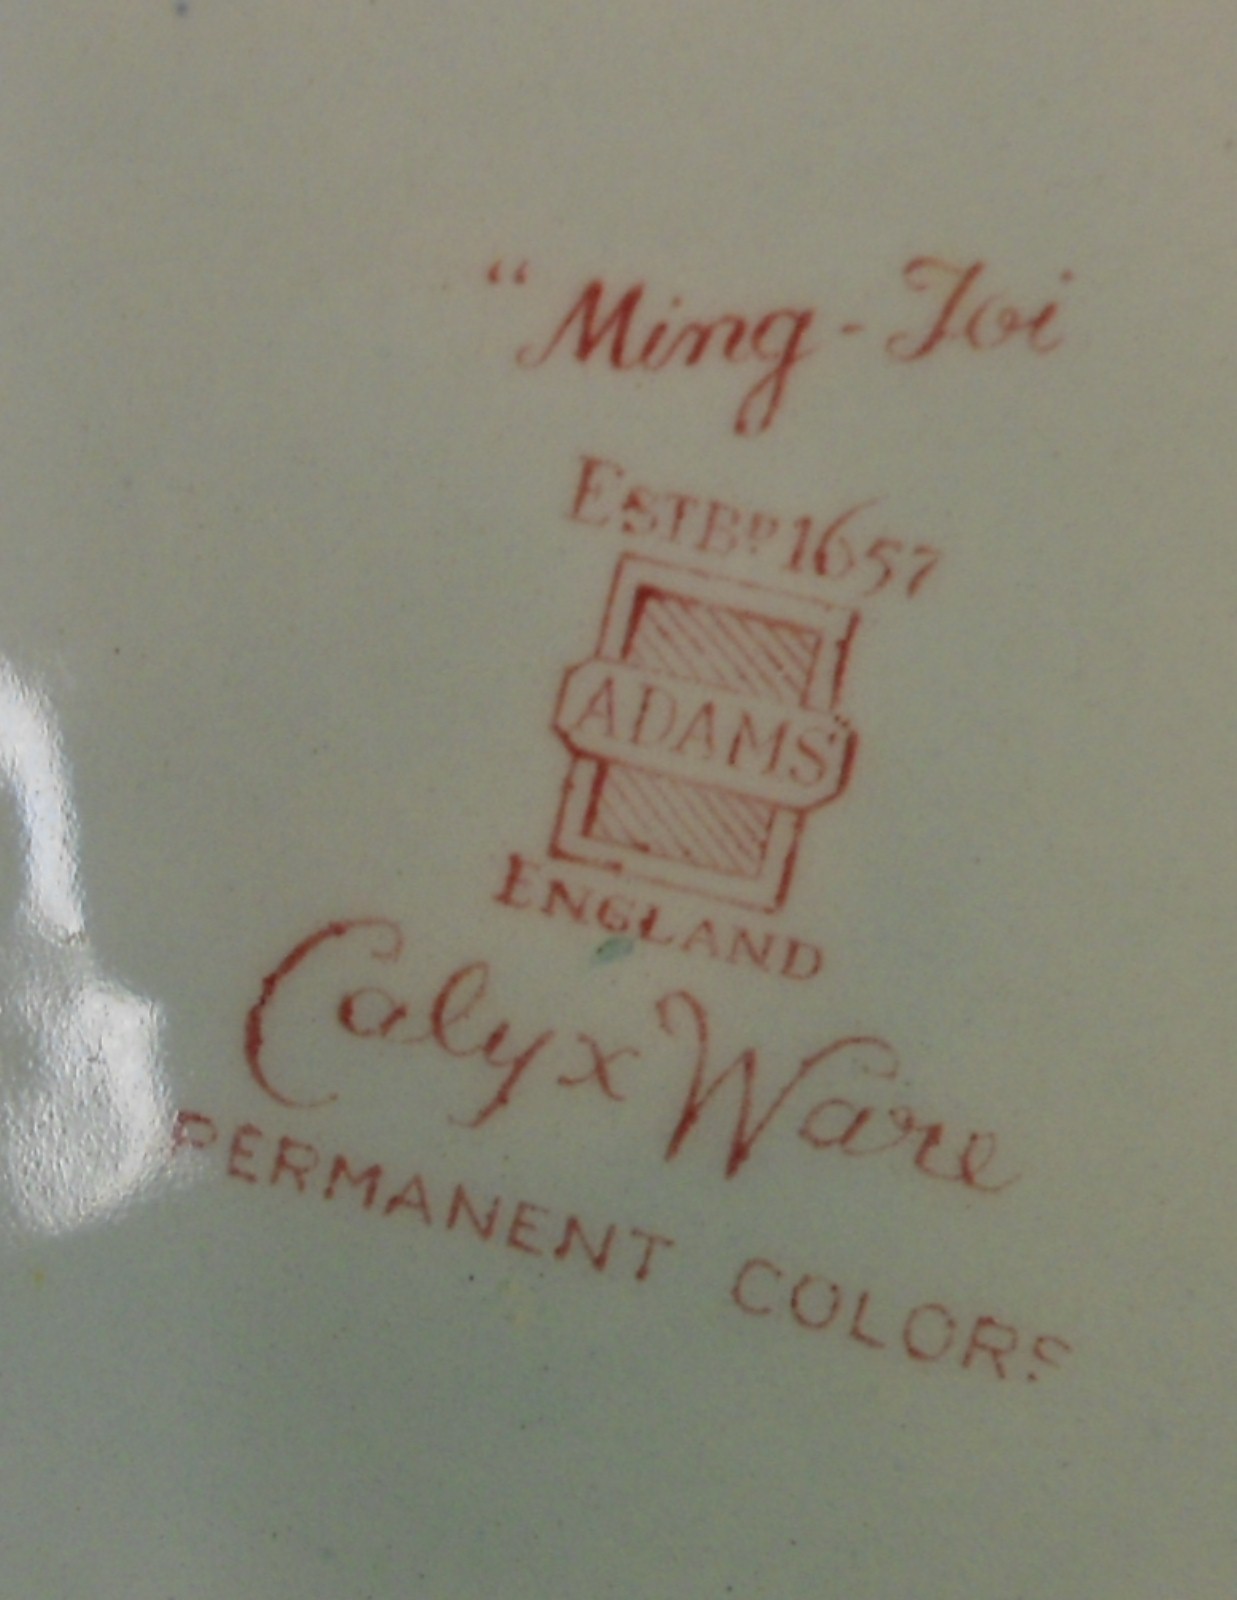 “Ming-Toi
ESTBD 1657
ADAMS
ENGLAND
Calyx Ware
PERMANENT COLORS